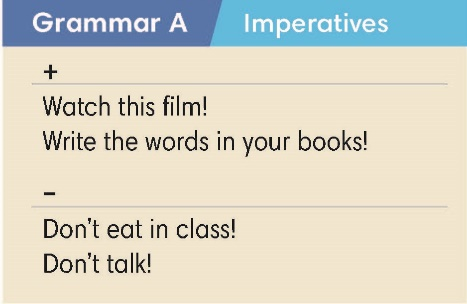 Grammar A Imperatives
+
Watch this film!
Write the words in your books!
–
Don't eat in class!
Don't talk!